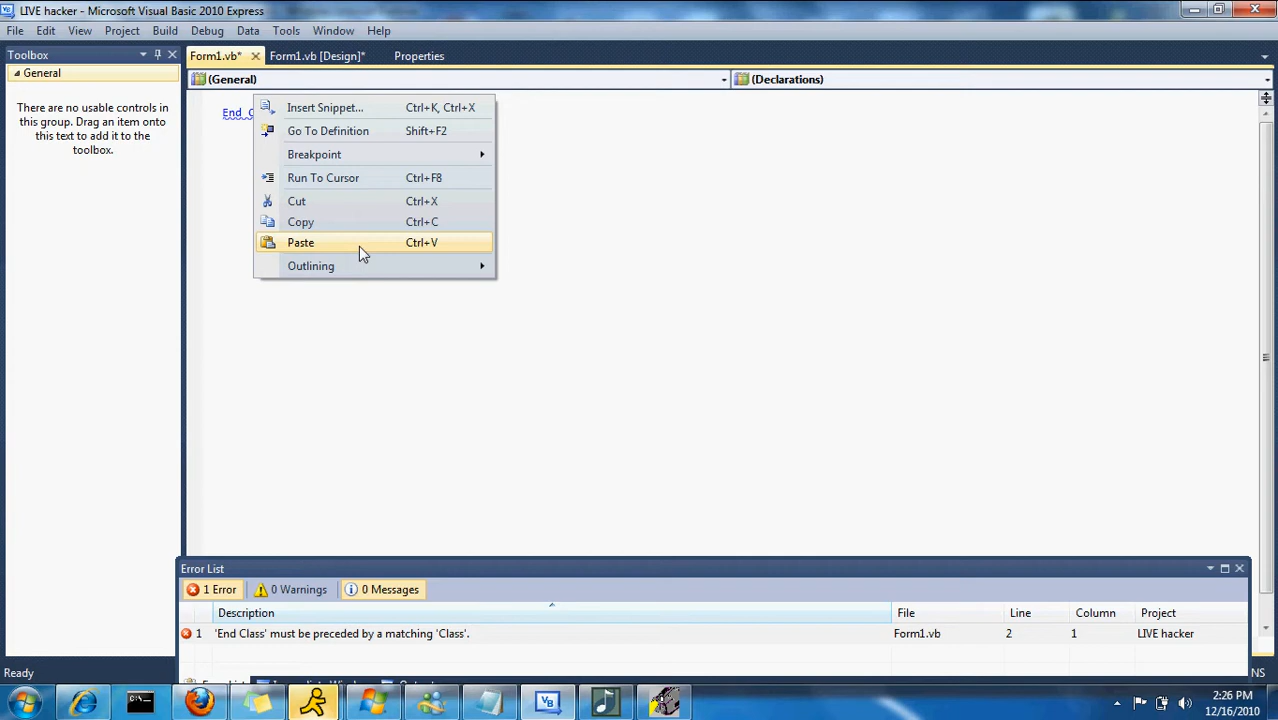 LIVE hacker - Microsoft Visual Basic 2010 Express
File Edit View Project Build Debug Data Tools Window Help
Toolbox
General
There are no usable controls in
this group. Drag an item onto
this text to add it to the
toolbox.
Form1.vb* Form1.vb [Design]* Properties
(General) (Declarations)
End
Insert Snippet... Ctrl+K, Ctrl+X
Go To Definition Shift+F2
Breakpoint
Run To Cursor Ctrl+F8
Cut Ctrl+X
Copy Ctrl+C
Paste Ctrl+V
Outlining
Error List
1 Error 0 Warnings 0 Messages
Description File Line Column Project
1 'End Class' must be preceded by a matching 'Class'. Form1.vb 2 1 LIVE hacker
Ready NS
VB
2:26 PM
12/16/2010